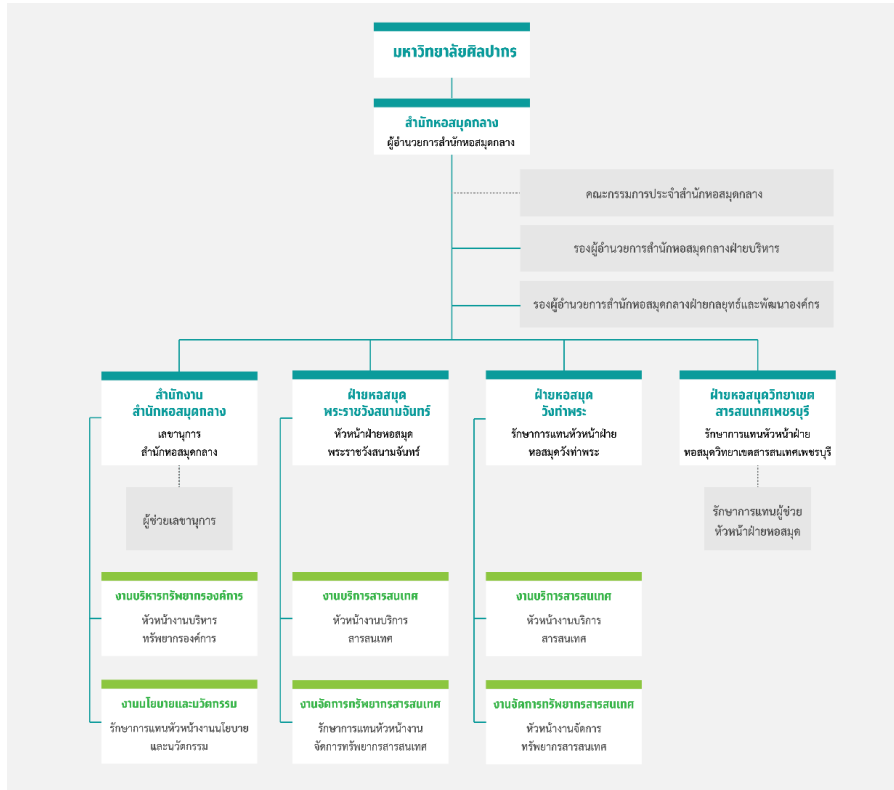 มหาวิทยาลัยศิลปากร
สำนักหอสมุดกลาง
ผู้อำนวยการสำนักหอสมุดกลาง
คณะกรรมการประจำสำนักหอสมุดกลาง
รองผู้อำนวยการสำนักหอสมุดกลางฝ่ายบริหาร
รองผู้อำนวยการสำนักหอสมุดกลางฝ่ายกลยุทธ์และพัฒนาองค์กร
สำนักงาน
สำนักหอสมุดกลาง
เลขานุการ
สำนักหอสมุดกลาง
ผู้ช่วยเลขานุการ
งานบริหารทรัพยากรองค์การ
หัวหน้างานบริหาร
ทรัพยากรองค์การ
งานนโยบายและนวัตกรรม
รักษาการแทนหัวหน้างานนโยบาย
และนวัตกรรม
ฝ่ายหอสมุด
พระราชวังสนามจันทร์
หัวหน้าฝ่ายหอสมุด
พระราชวังสนามจันทร์
งานบริการสารสนเทศ
หัวหน้างานบริการ
สารสนเทศ
งานจัดการทรัพยากรสารสนเทศ
รักษาการแทนหัวหน้างาน
จัดการทรัพยากรสารสนเทศ
ฝ่ายหอสมุด
วังท่าพระ
รักษาการแทนหัวหน้าฝ่าย
หอสมุดวังท่าพระ
งานบริการสารสนเทศ
หัวหน้างานบริการ
สารสนเทศ
งานจัดการทรัพยากรสารสนเทศ
หัวหน้างานจัดการ
ทรัพยากรสารสนเทศ
ฝ่ายหอสมุดวิทยาเขต
สารสนเทศเพชรบุรี
รักษาการแทนหัวหน้าฝ่าย
หอสมุดวิทยาเขตสารสนเทศเพชรบุรี
รักษาการแทนผู้ช่วย
หัวหน้าฝ่ายหอสมุด